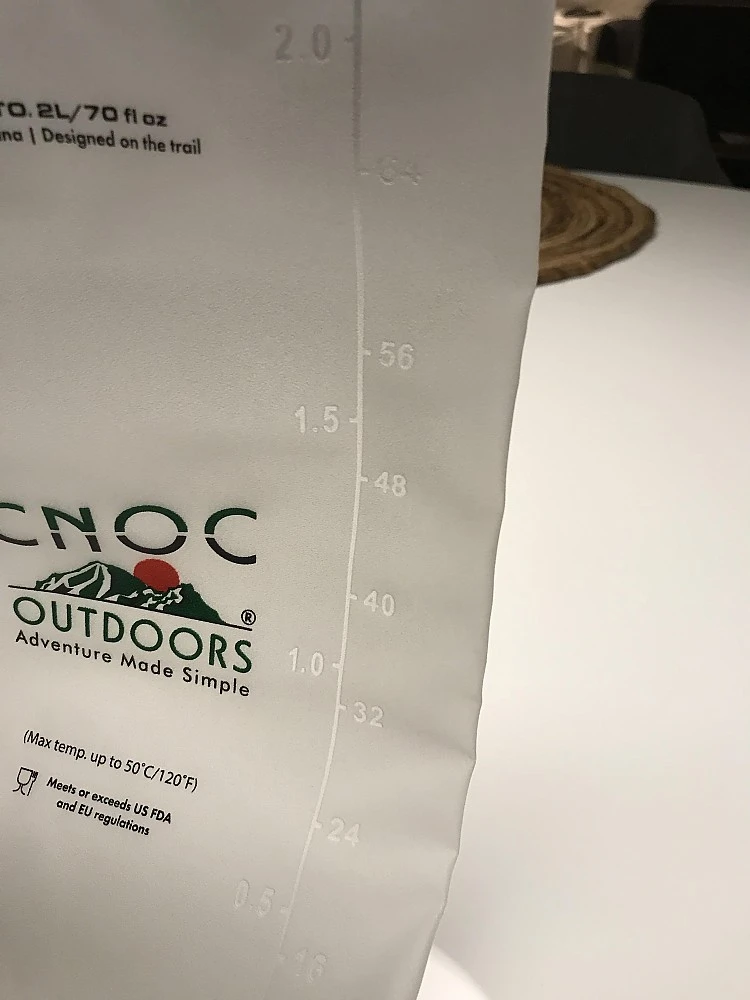 2.0
TO. 2L/70 fl oz
| Designed on the trail
64
56
1.5
48
CNOC
40
OUTDOORS®
Adventure Made Simple
1.0
32
(Max temp. up to 50°C/120°F)
Meets or exceeds US FDA
and EU regulations
24
0.5
16